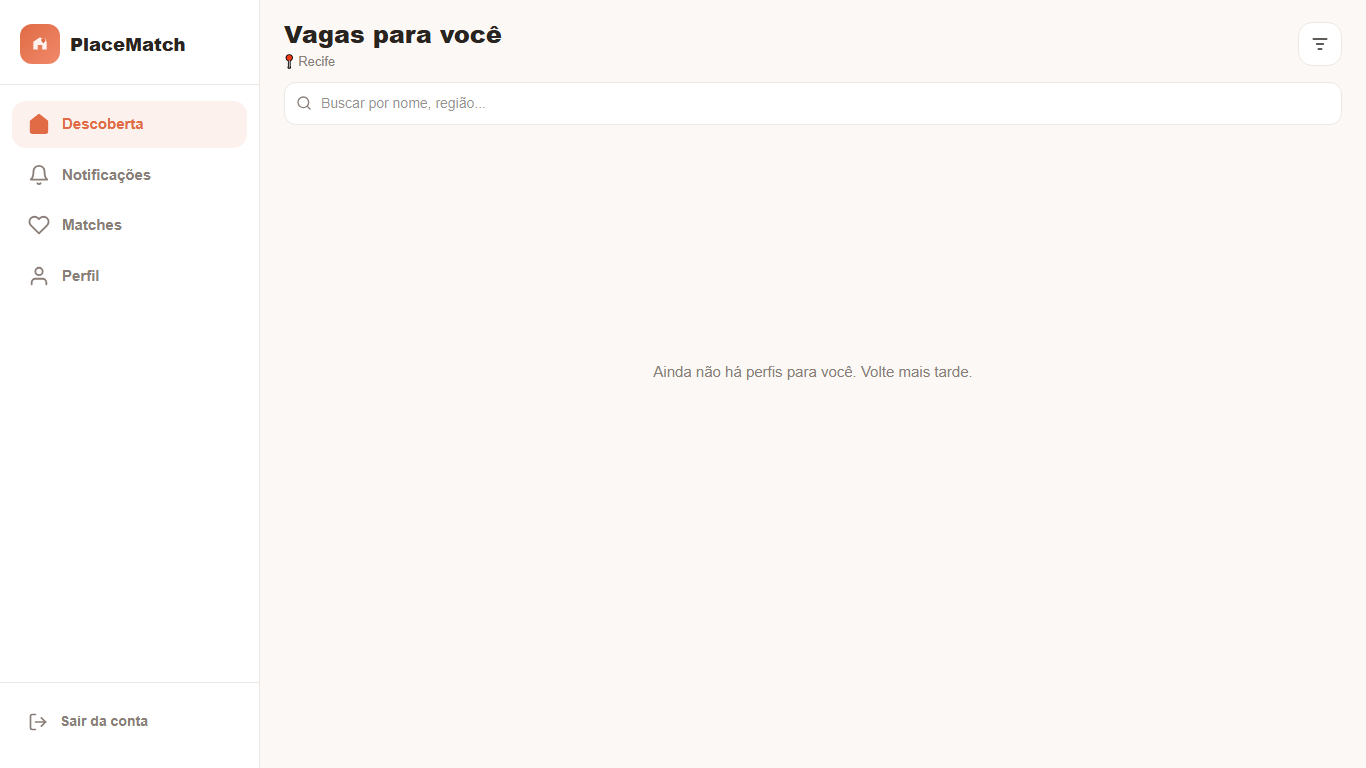 PlaceMatch
Descoberta
Notificações
Matches
Perfil
Sair da conta
Vagas para você
📍 Recife
Buscar por nome, região...
Ainda não há perfis para você. Volte mais tarde.